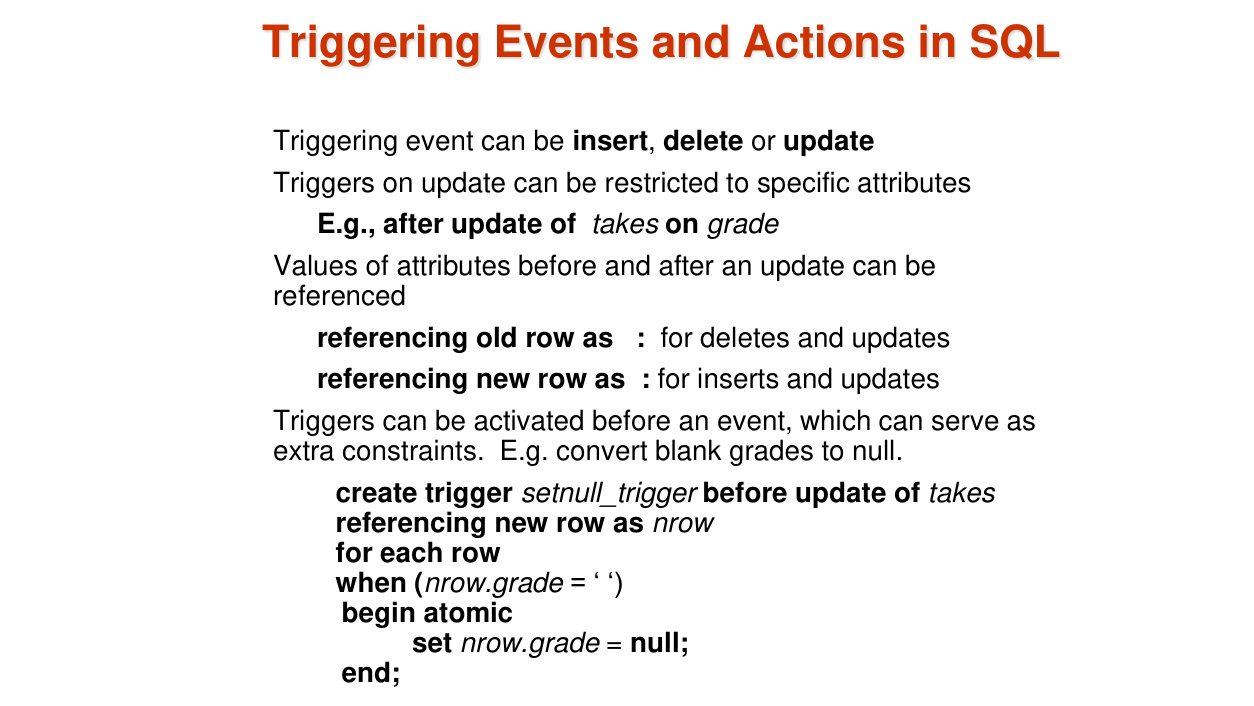 Triggering Events and Actions in SQL
Triggering event can be insert, delete or update
Triggers on update can be restricted to specific attributes
E.g., after update of takes on grade
Values of attributes before and after an update can be
referenced
referencing old row as : for deletes and updates
referencing new row as : for inserts and updates
Triggers can be activated before an event, which can serve as
extra constraints. E.g. convert blank grades to null.
create trigger setnull_trigger before update of takes
referencing new row as nrow
for each row
when (nrow.grade = ‘ ‘)
begin atomic
set nrow.grade = null;
end;